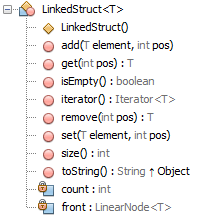 LinkedStruct<T>
LinkedStruct()
add(T element, int pos)
get(int pos) : T
isEmpty() : boolean
iterator() : Iterator<T>
remove(int pos) : T
set(T element, int pos)
size() : int
toString() : String ↑ Object
count : int
front : LinearNode<T>